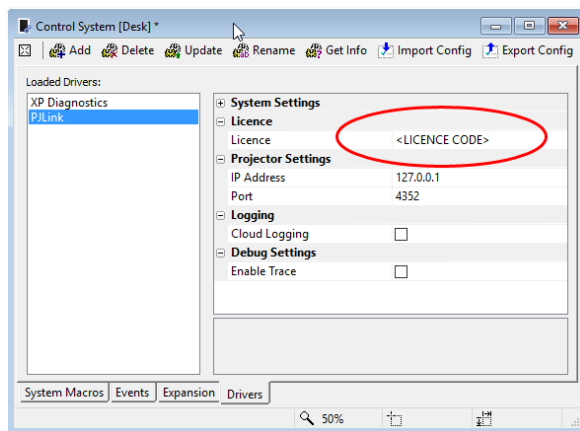 Control System [Desk] *
Add Delete Update Rename Get Info Import Config Export Config
Loaded Drivers:
XP Diagnostics
PJLink
System Settings
Licence
Licence <LICENCE CODE>
Projector Settings
IP Address 127.0.0.1
Port 4352
Logging
Cloud Logging
Debug Settings
Enable Trace
System Macros Events Expansion Drivers
50%